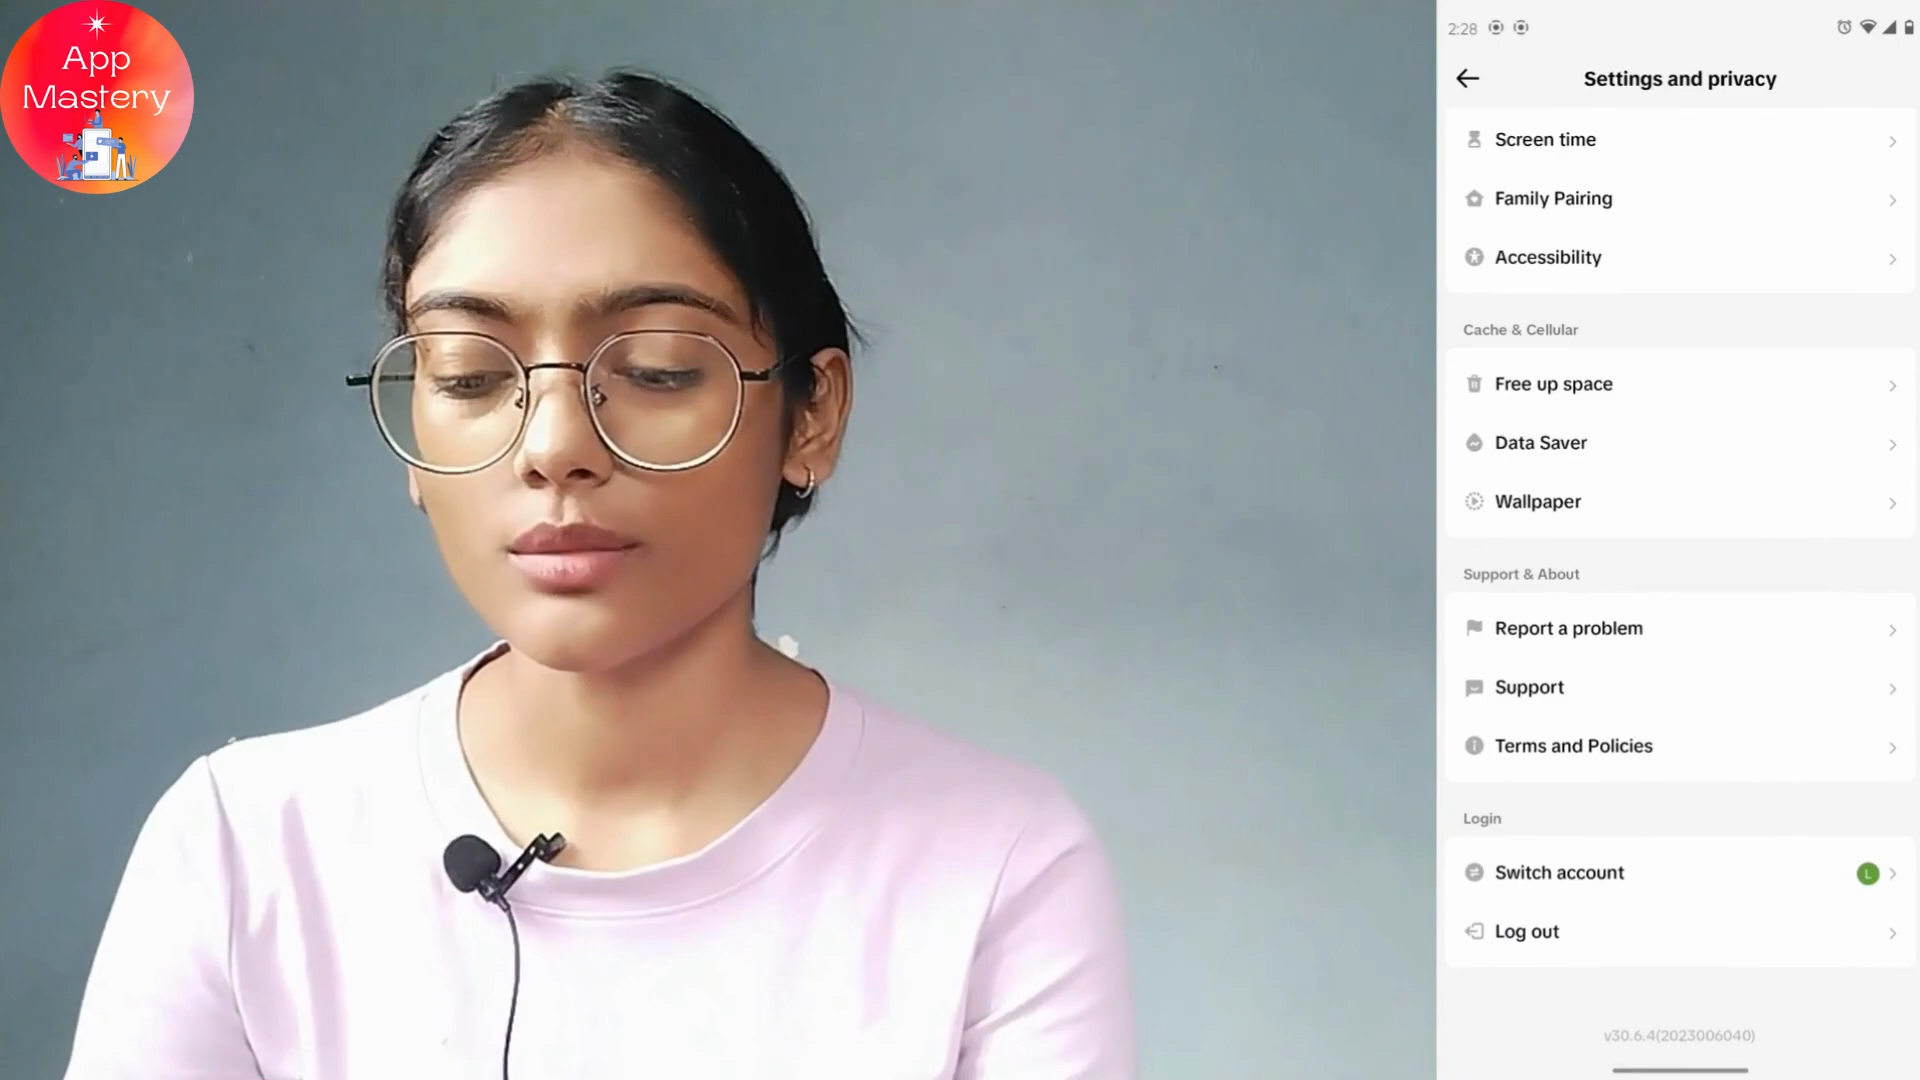 App
Mastery
2:28
Settings and privacy
Screen time
Family Pairing
Accessibility
Cache & Cellular
Free up space
Data Saver
Wallpaper
Support & About
Report a problem
Support
Terms and Policies
Login
Switch account
L
Log out
v30.6.4(2023006040)